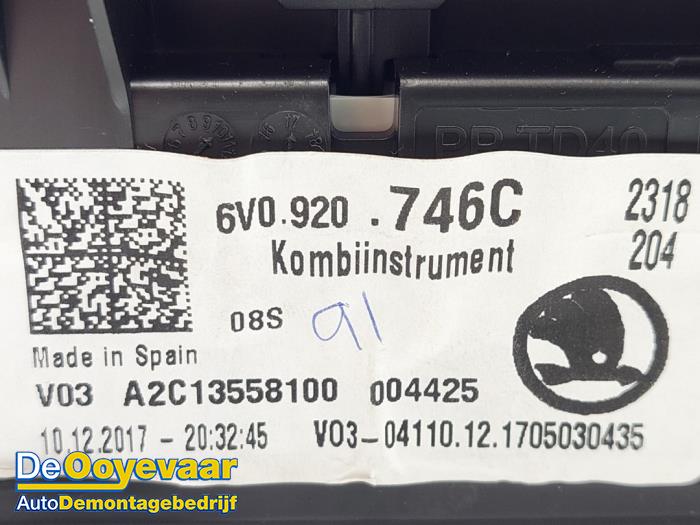 PP TD40
6V0.920 .746C
2318
204
Kombiinstrument
08S
91
Made in Spain
V03 A2C13558100 004425
10.12.2017 - 20:32:45 V03-04110.12.1705030435
De Ooyevaar
AutoDemontagebedrijf